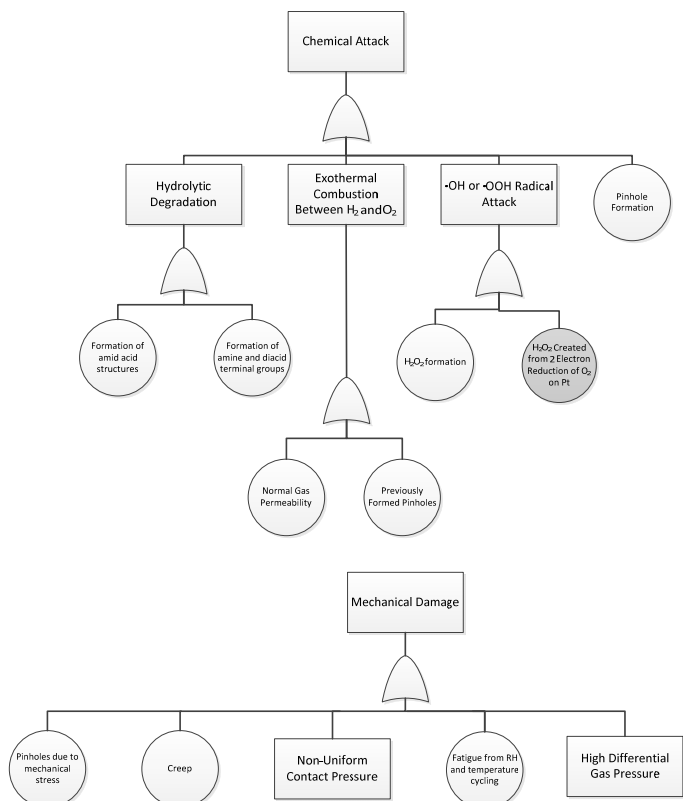 Chemical Attack
Hydrolytic
Degradation
Exothermal
Combustion
Between H₂ andO₂
·OH or ·OOH Radical
Attack
Pinhole
Formation
Formation of
amid acid
structures
Formation of
amine and diacid
terminal groups
H₂O₂ formation
H₂O₂ Created
from 2 Electron
Reduction of O₂
on Pt
Normal Gas
Permeability
Previously
Formed Pinholes
Mechanical Damage
Pinholes due to
mechanical
stress
Creep
Non-Uniform
Contact Pressure
Fatigue from RH
and temperature
cycling
High Differential
Gas Pressure